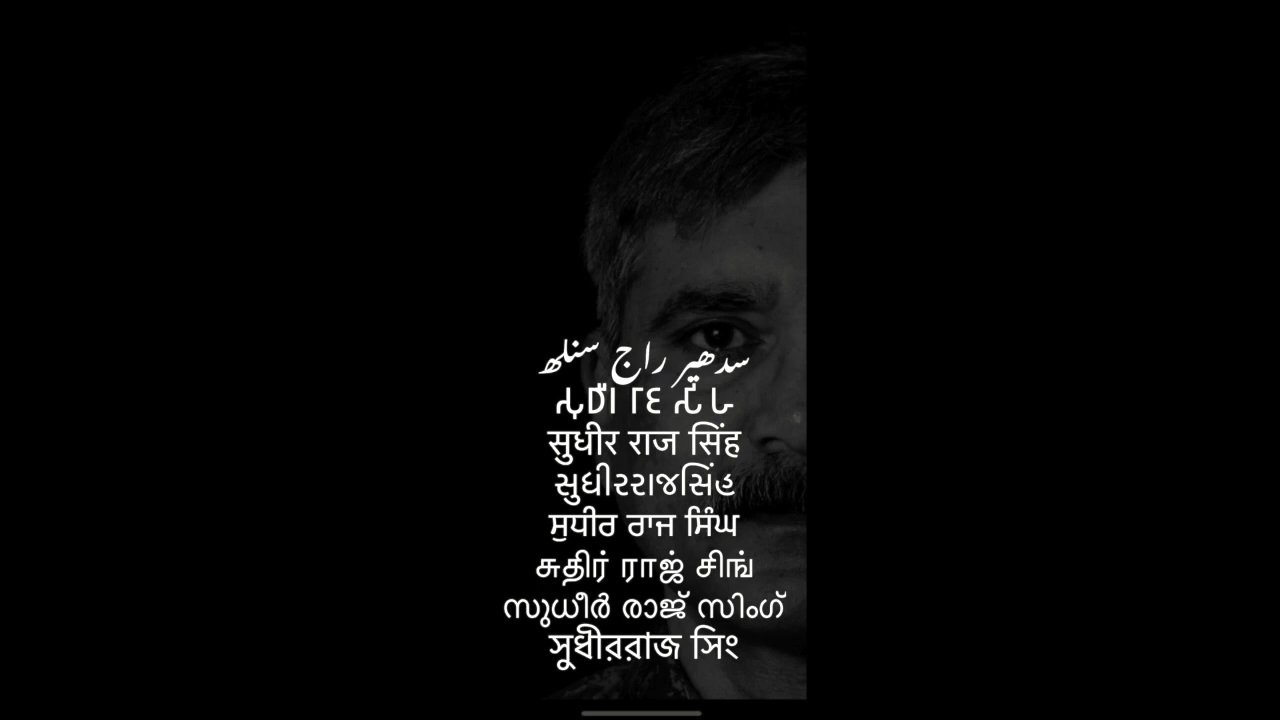 سدھیر راج سنلھ
सुधीर राज सिंह
સુધીરરાજસિંહ
ਸੁਧੀਰ ਰਾਜ ਸਿੰਘ
சுதிர் ராஜ் சிங்
സുധീർ രാജ് സിംഗ്
সুধীররাজ সিং